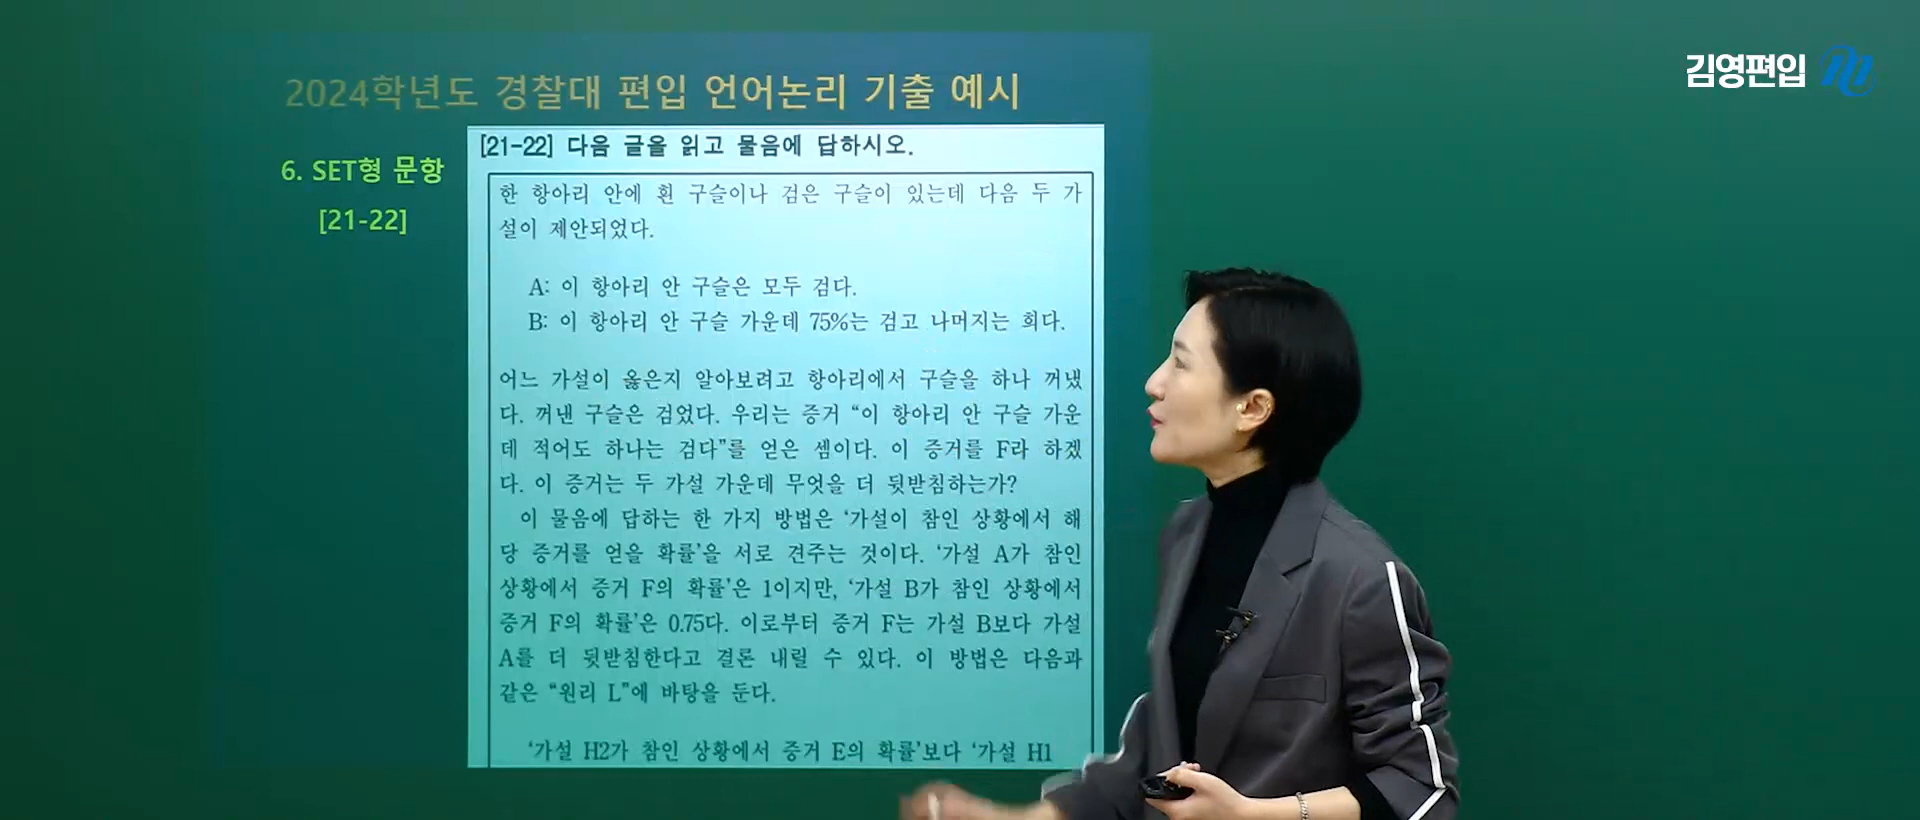 김영편입
2024학년도 경찰대 편입 언어논리 기출 예시
6. SET형 문항
[21-22]
[21-22] 다음 글을 읽고 물음에 답하시오.
한 항아리 안에 흰 구슬이나 검은 구슬이 있는데 다음 두 가
설이 제안되었다.
A: 이 항아리 안 구슬은 모두 검다.
B: 이 항아리 안 구슬 가운데 75%는 검고 나머지는 희다.
어느 가설이 옳은지 알아보려고 항아리에서 구슬을 하나 꺼냈
다. 꺼낸 구슬은 검었다. 우리는 증거 “이 항아리 안 구슬 가운
데 적어도 하나는 검다”를 얻은 셈이다. 이 증거를 F라 하겠
다. 이 증거는 두 가설 가운데 무엇을 더 뒷받침하는가?
이 물음에 답하는 한 가지 방법은 ‘가설이 참인 상황에서 해
당 증거를 얻을 확률’을 서로 견주는 것이다. ‘가설 A가 참인
상황에서 증거 F의 확률’은 1이지만, ‘가설 B가 참인 상황에서
증거 F의 확률’은 0.75다. 이로부터 증거 F는 가설 B보다 가설
A를 더 뒷받침한다고 결론 내릴 수 있다. 이 방법은 다음과
같은 “원리 L”에 바탕을 둔다.
‘가설 H2가 참인 상황에서 증거 E의 확률’보다 ‘가설 H1